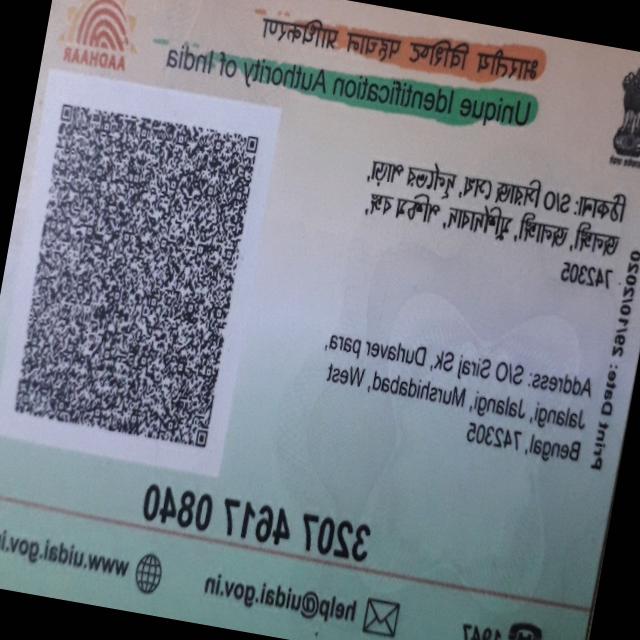 AADHAAR
भारतीय विशिष्ट पहचान प्राधिकरण
Unique Identification Authority of India
ঠিকানা: S/O সিরাজ সেখ,
জলঙ্গী, জলঙ্গী, মুর্শিদাবাদ, পশ্চিম বঙ্গ,
742305
Address: S/O Siraj Sk, Durlaver para,
Jalangi, Jalangi, Murshidabad, West
Bengal, 742305
Print Date: 29/10/2020
3207 4617 0840
1947
help@uidai.gov.in
www.uidai.gov.in